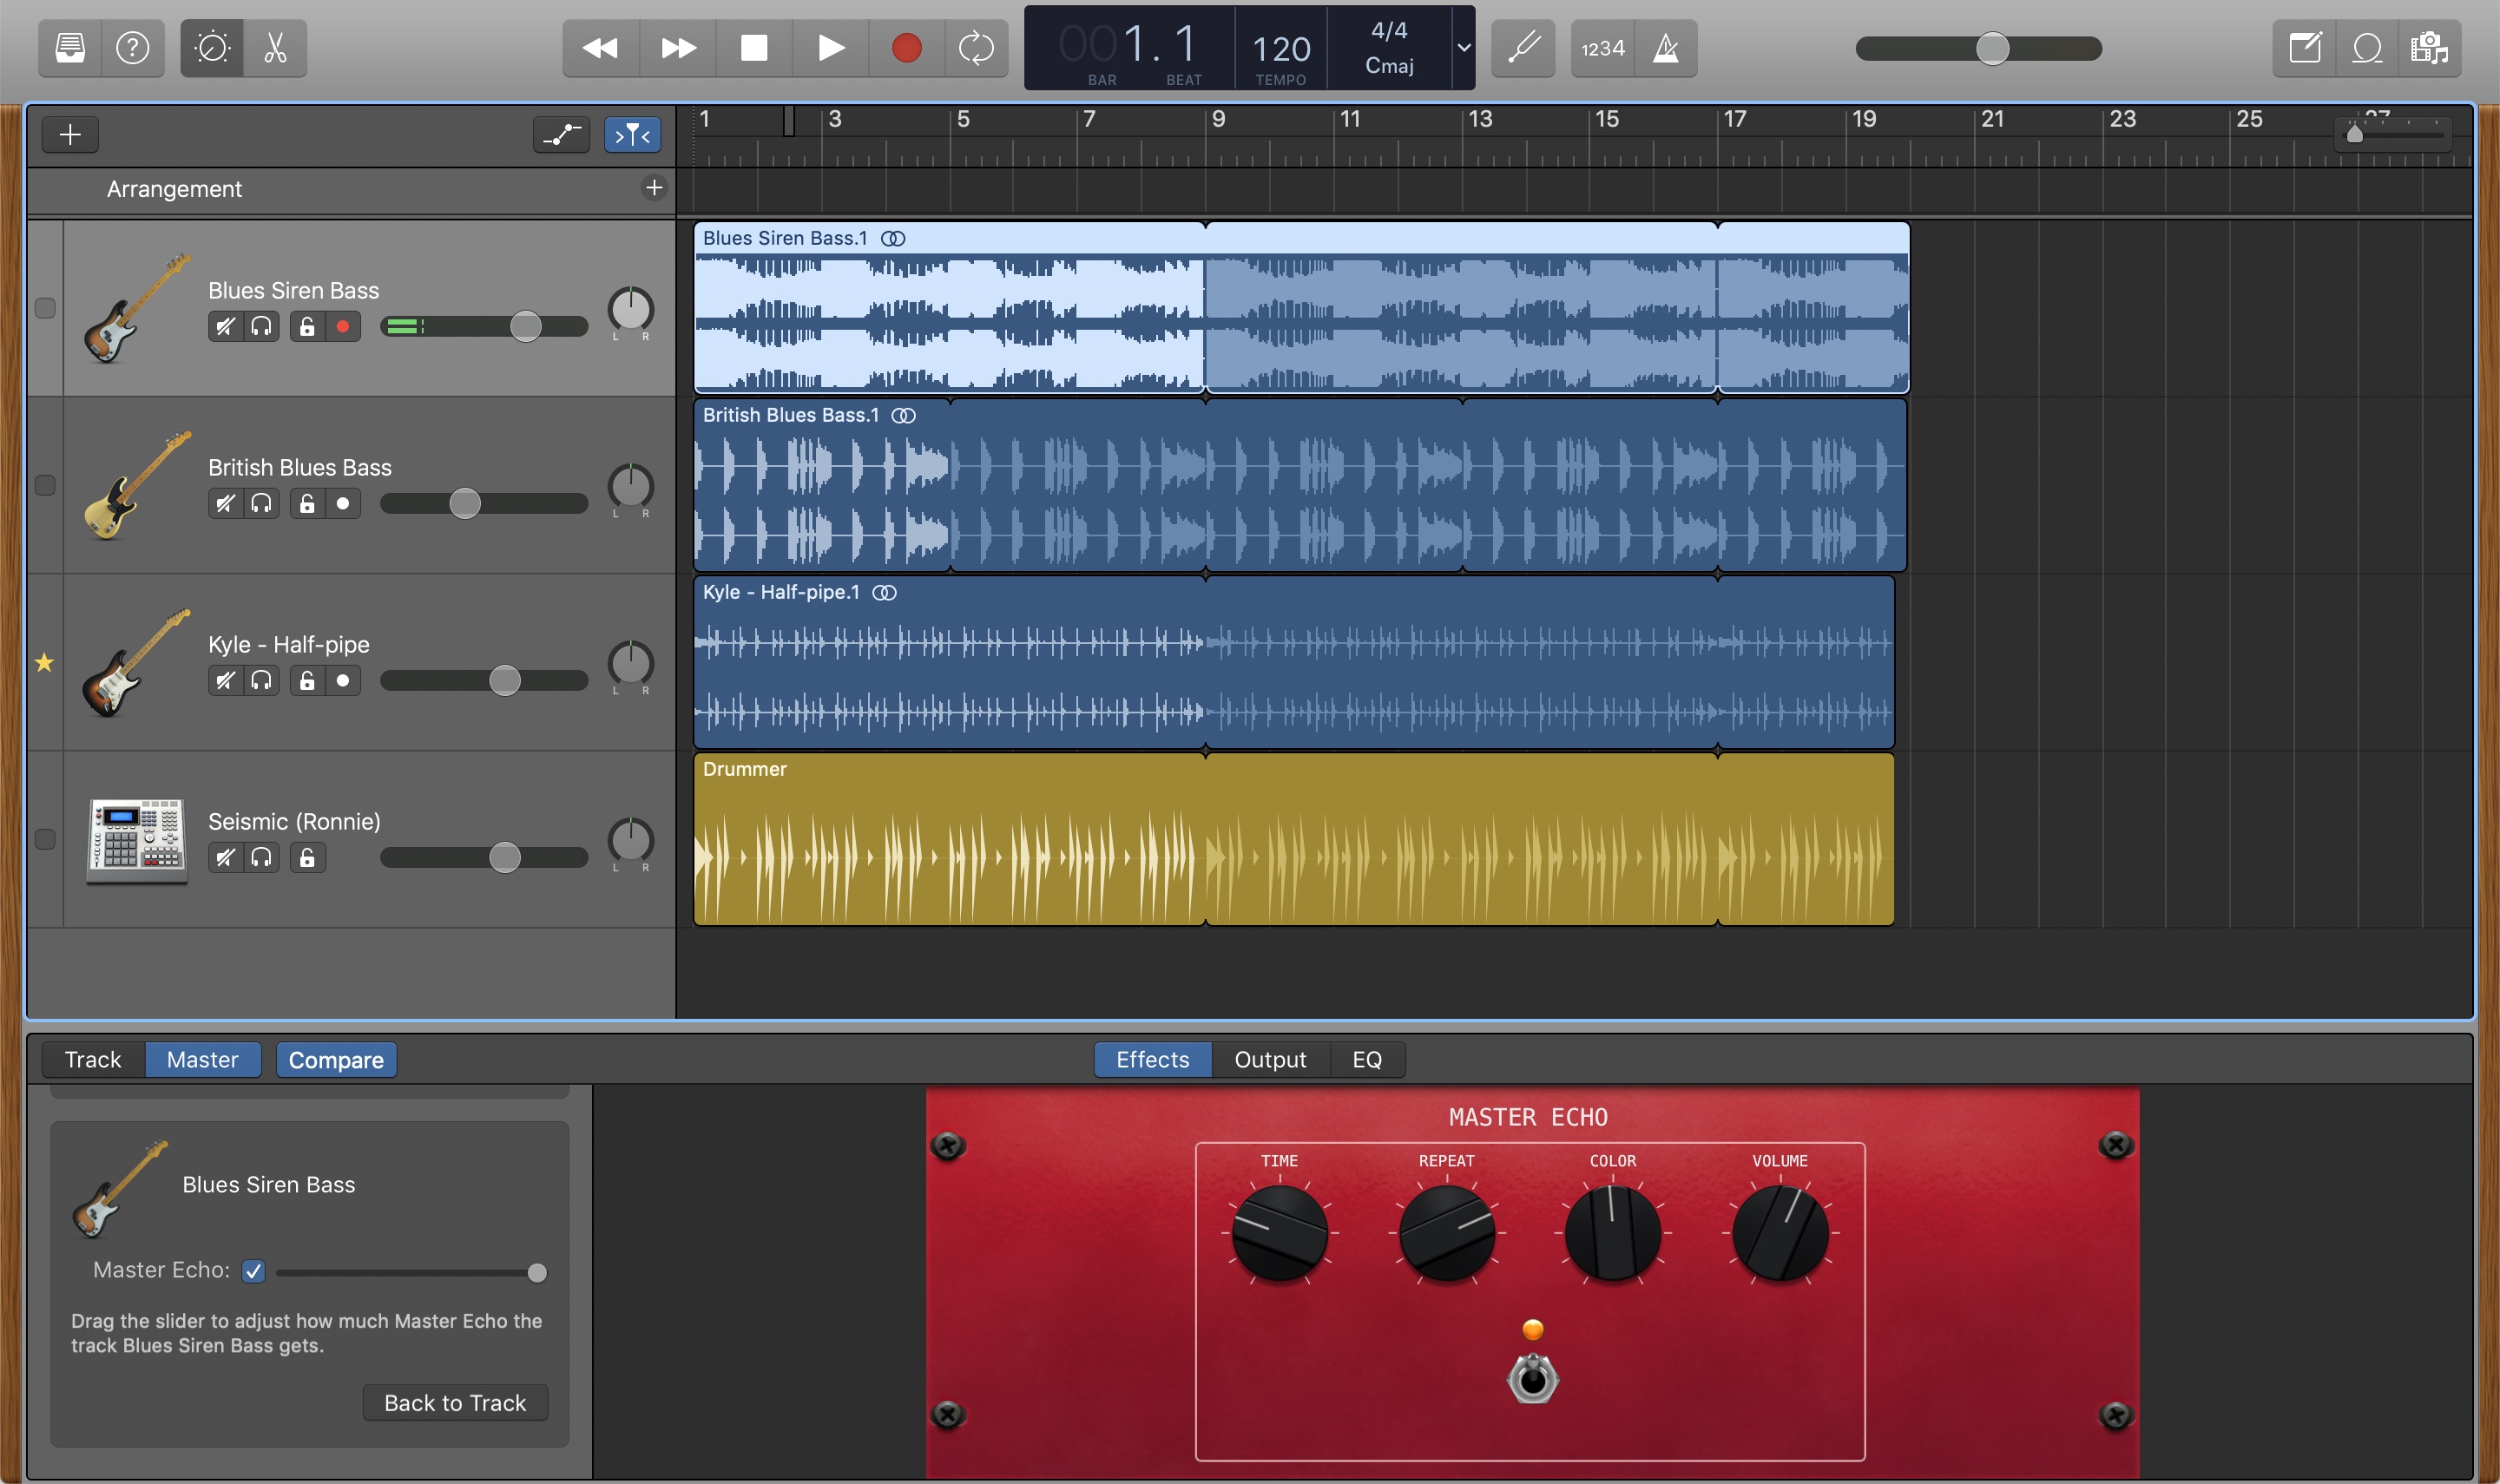 ?
001. 1
BAR
BEAT
120
TEMPO
4/4
Cmaj
1234
1
3
5
7
9
11
13
15
17
19
21
23
25
27
Arrangement
Blues Siren Bass
L R
Blues Siren Bass.1
British Blues Bass
L R
British Blues Bass.1
Kyle - Half-pipe
L R
Kyle - Half-pipe.1
Seismic (Ronnie)
L R
Drummer
Track
Master
Compare
Effects
Output
EQ
Blues Siren Bass
Master Echo:
Drag the slider to adjust how much Master Echo the
track Blues Siren Bass gets.
Back to Track
MASTER ECHO
TIME
REPEAT
COLOR
VOLUME